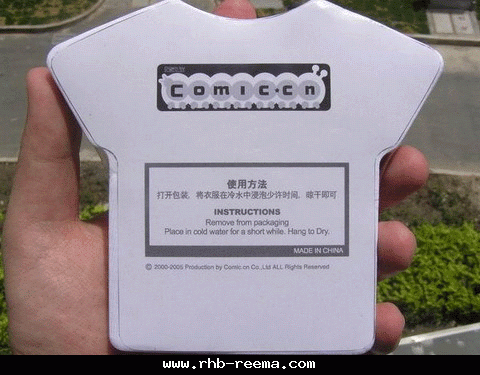 Comic.cn
使用方法
打开包装，将衣服在冷水中浸泡少许时间，晾干即可
INSTRUCTIONS
Remove from packaging
Place in cold water for a short while. Hang to Dry.
MADE IN CHINA
© 2000-2005 Production by Comic.cn Co.,Ltd ALL Rights Reserved
www.rhb-reema.com